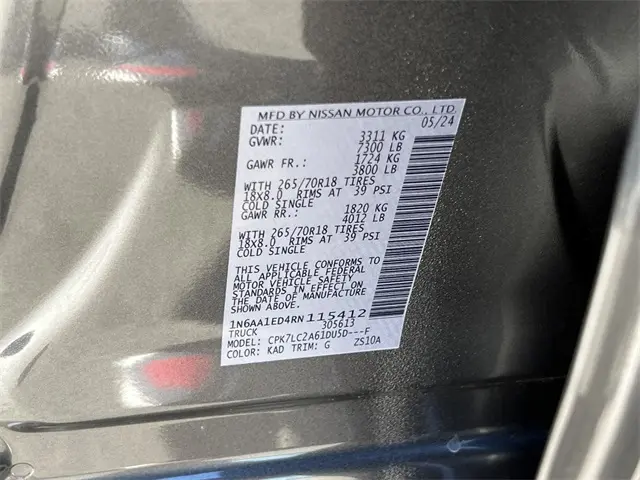 MFD BY NISSAN MOTOR CO., LTD
DATE: 05/24
GVWR: 3311 KG
7300 LB
GAWR FR.: 1724 KG
3800 LB
WITH 265/70R18 TIRES
18X8.0 RIMS AT 39 PSI
COLD SINGLE
GAWR RR.: 1820 KG
4012 LB
WITH 265/70R18 TIRES
18X8.0 RIMS AT 39 PSI
COLD SINGLE
THIS VEHICLE CONFORMS TO
ALL APPLICABLE FEDERAL
MOTOR VEHICLE SAFETY
STANDARDS IN EFFECT ON
THE DATE OF MANUFACTURE
SHOWN ABOVE.
1N6AA1ED4RN115412
TRUCK 305613
MODEL: CPK7LC2A61DU5D---F
COLOR: KAD TRIM: G ZS10A